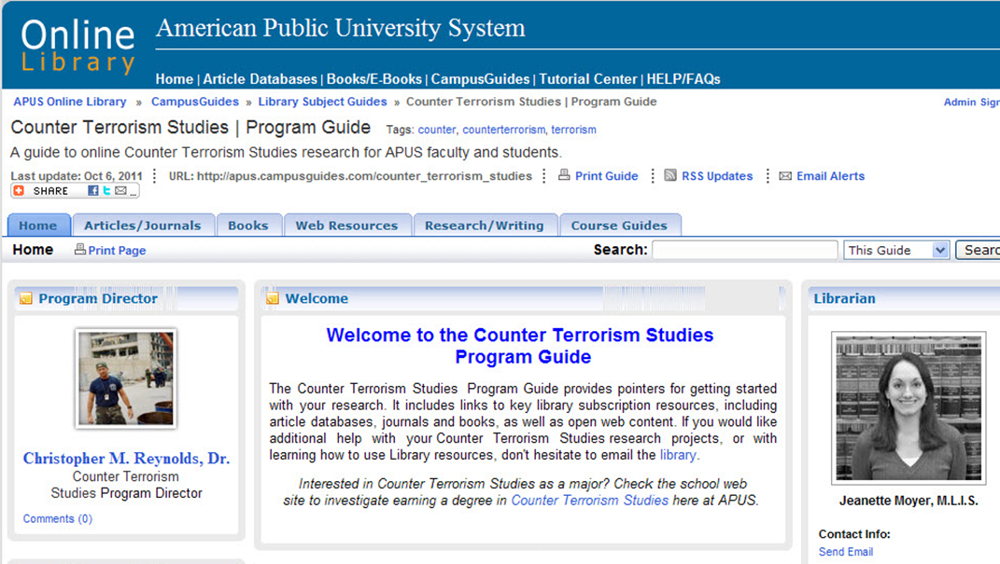 Online
Library
American Public University System
Home | Article Databases | Books/E-Books | CampusGuides | Tutorial Center | HELP/FAQs
APUS Online Library » CampusGuides » Library Subject Guides » Counter Terrorism Studies | Program Guide Admin Sign
Counter Terrorism Studies | Program Guide Tags: counter, counterterrorism, terrorism
A guide to online Counter Terrorism Studies research for APUS faculty and students.
Last update: Oct 6, 2011 URL: http://apus.campusguides.com/counter_terrorism_studies Print Guide RSS Updates Email Alerts
SHARE ...
Home Articles/Journals Books Web Resources Research/Writing Course Guides
Home Print Page Search: This Guide Searc
Program Director
Christopher M. Reynolds, Dr.
Counter Terrorism
Studies Program Director
Comments (0)
Welcome
Welcome to the Counter Terrorism Studies
Program Guide
The Counter Terrorism Studies Program Guide provides pointers for getting started
with your research. It includes links to key library subscription resources, including
article databases, journals and books, as well as open web content. If you would like
additional help with your Counter Terrorism Studies research projects, or with
learning how to use Library resources, don't hesitate to email the library.
Interested in Counter Terrorism Studies as a major? Check the school web
site to investigate earning a degree in Counter Terrorism Studies here at APUS.
Librarian
Jeanette Moyer, M.L.I.S.
Contact Info:
Send Email